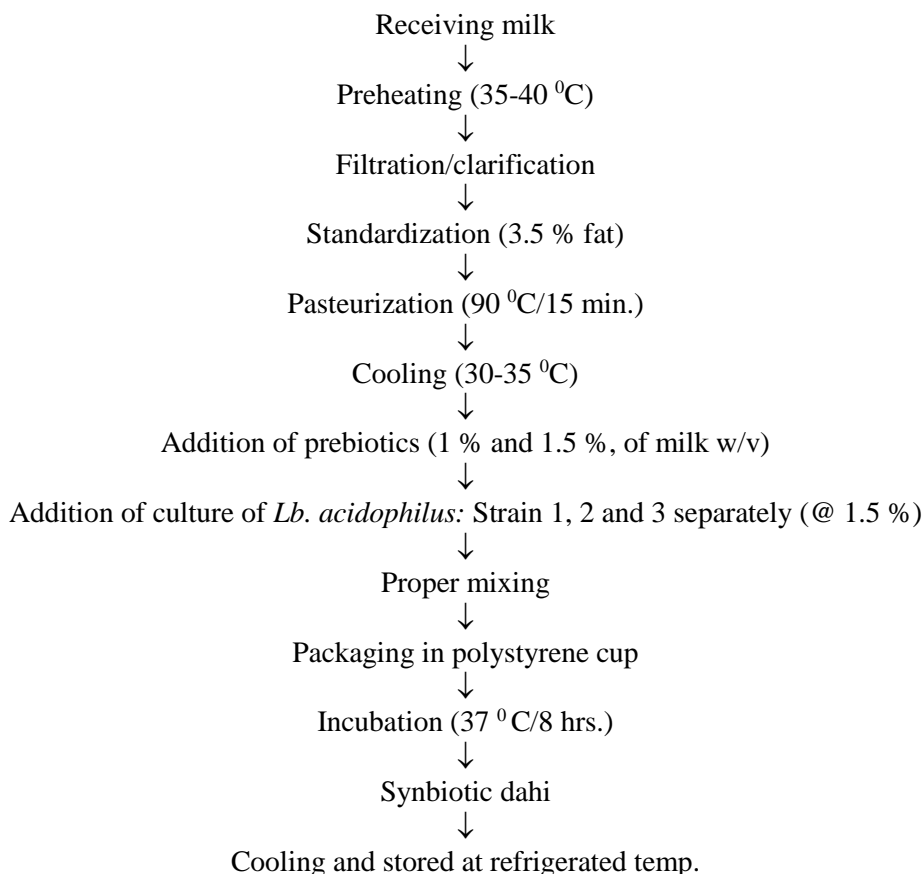 Receiving milk
↓
Preheating (35-40 ⁰C)
↓
Filtration/clarification
↓
Standardization (3.5 % fat)
↓
Pasteurization (90 ⁰C/15 min.)
↓
Cooling (30-35 ⁰C)
↓
Addition of prebiotics (1 % and 1.5 %, of milk w/v)
↓
Addition of culture of Lb. acidophilus: Strain 1, 2 and 3 separately (@ 1.5 %)
↓
Proper mixing
↓
Packaging in polystyrene cup
↓
Incubation (37 ⁰ C/8 hrs.)
↓
Synbiotic dahi
↓
Cooling and stored at refrigerated temp.